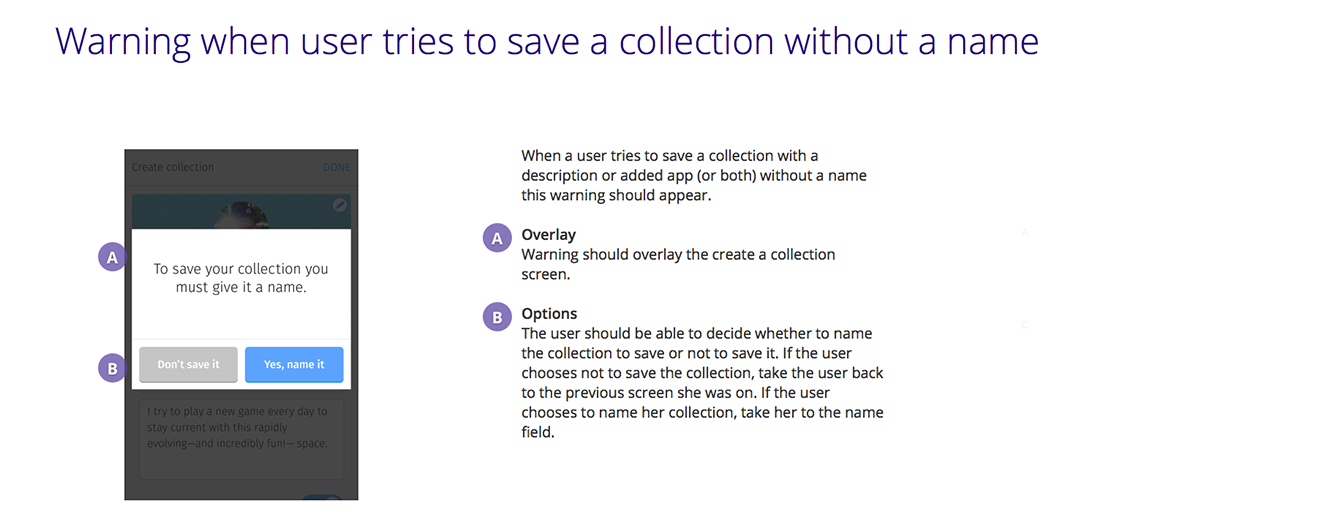 Warning when user tries to save a collection without a name
Create collection
DONE
A
To save your collection you
must give it a name.
B
Don't save it
Yes, name it
I try to play a new game every day to
stay current with this rapidly
evolving—and incredibly fun!— space.
When a user tries to save a collection with a
description or added app (or both) without a name
this warning should appear.
A
Overlay
Warning should overlay the create a collection
screen.
B
Options
The user should be able to decide whether to name
the collection to save or not to save it. If the user
chooses not to save the collection, take the user back
to the previous screen she was on. If the user
chooses to name her collection, take her to the name
field.
A
C